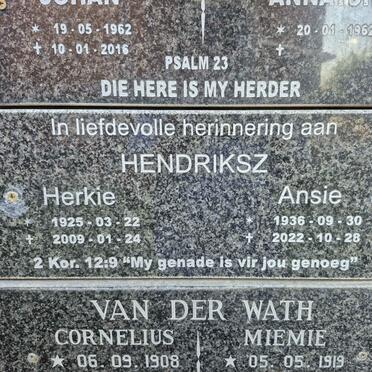 JOHAN
* 19 - 05 - 1962 * 20 - 01 - 1962
✝ 10 - 01 - 2016 ✝
PSALM 23
DIE HERE IS MY HERDER
In liefdevolle herinnering aan
HENDRIKSZ
Herkie Ansie
* 1925 - 03 - 22 * 1936 - 09 - 30
✝ 2009 - 01 - 24 ✝ 2022 - 10 - 28
2 Kor. 12:9 “My genade is vir jou genoeg”
VAN DER WATH
CORNELIUS MIEMIE
★ 06.09.1908 ★ 05.05.1919